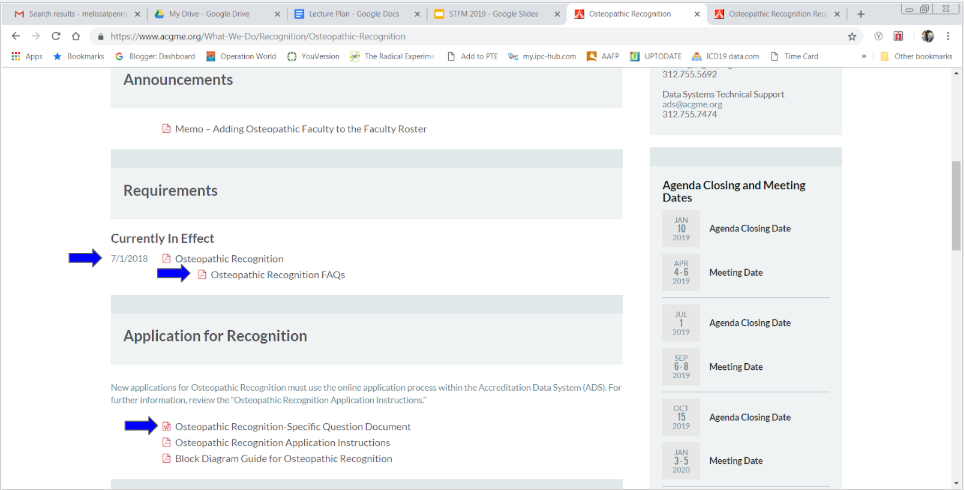 Search results - melissalpenny
My Drive - Google Drive
Lecture Plan - Google Docs
STFM 2019 - Google Slides
Osteopathic Recognition
Osteopathic Recognition Req
https://www.acgme.org/What-We-Do/Recognition/Osteopathic-Recognition
Apps
Bookmarks
Blogger: Dashboard
Operation World
YouVersion
The Radical Experime
Add to PTE
my.ipc-hub.com
AAFP
UPTODATE
ICD19 data.com
Time Card
»
Other bookmarks
Announcements
Memo – Adding Osteopathic Faculty to the Faculty Roster
Requirements
Currently In Effect
7/1/2018 Osteopathic Recognition
Osteopathic Recognition FAQs
Application for Recognition
New applications for Osteopathic Recognition must use the online application process within the Accreditation Data System (ADS). For
further information, review the "Osteopathic Recognition Application Instructions."
Osteopathic Recognition-Specific Question Document
Osteopathic Recognition Application Instructions
Block Diagram Guide for Osteopathic Recognition
312.755.5692
Data Systems Technical Support
ads@acgme.org
312.755.7474
Agenda Closing and Meeting
Dates
JAN
10
2019
Agenda Closing Date
APR
4-6
2019
Meeting Date
JUL
1
2019
Agenda Closing Date
SEP
6-8
2019
Meeting Date
OCT
15
2019
Agenda Closing Date
JAN
3-5
2020
Meeting Date